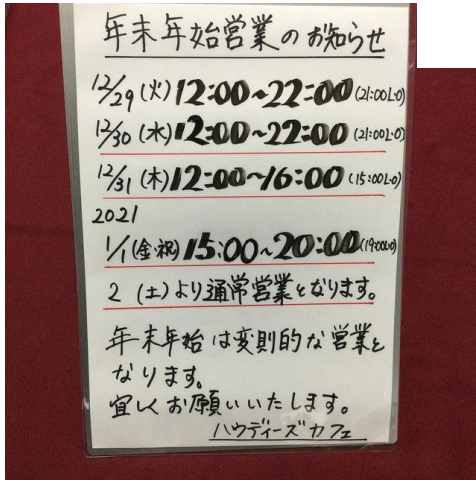 年末年始営業のお知らせ
12/29(火)12:00~22:00(21:00L.O)
12/30(水)12:00~22:00(21:00L.O)
12/31(木)12:00~16:00(15:00L.O)
2021
1/1(金・祝)15:00~20:00(19:00L.O)
2(土)より通常営業となります。
年末年始は変則的な営業と
なります。
宜しくお願いいたします。
ハウディーズカフェ